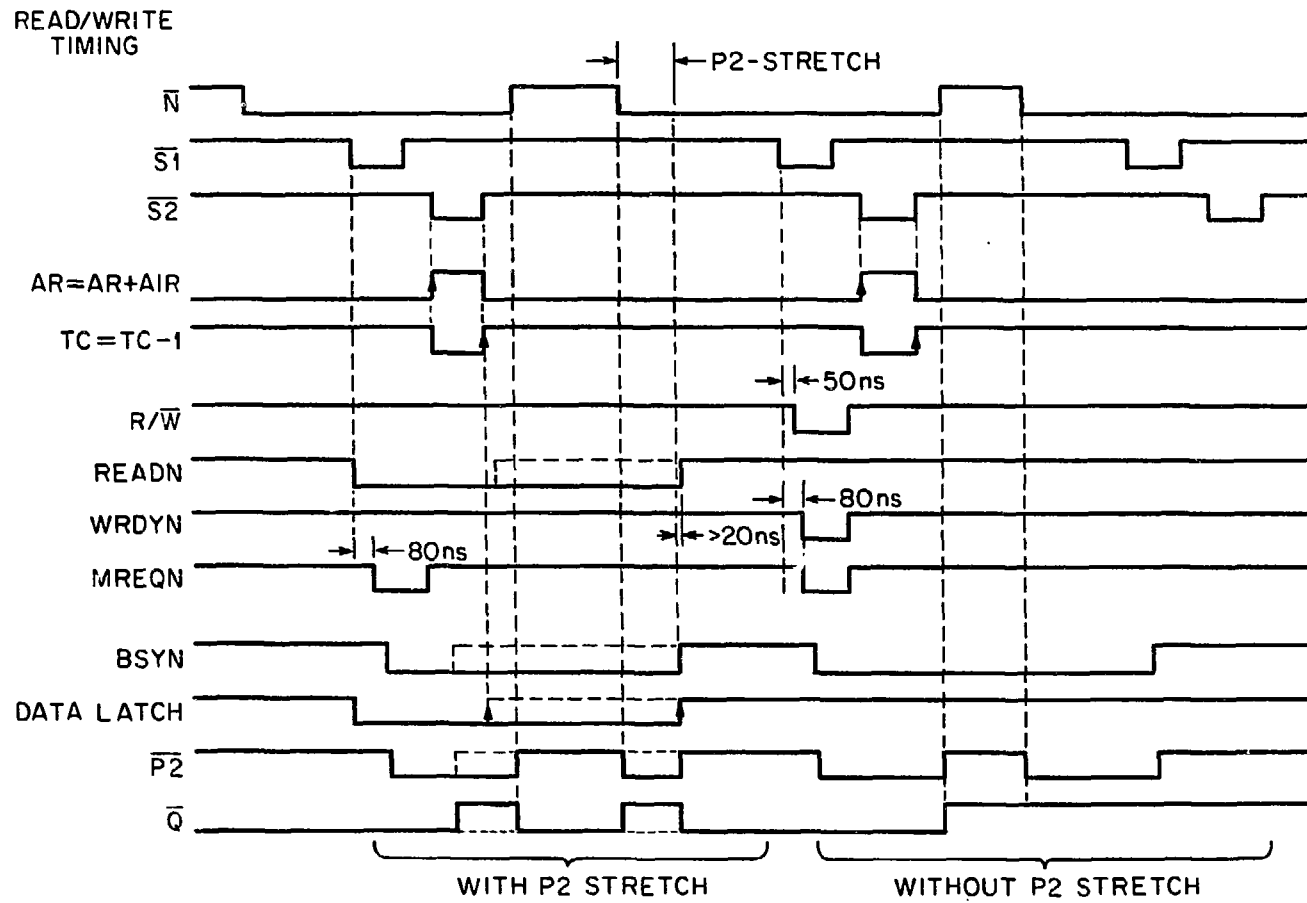 READ/WRITE
TIMING
P2-STRETCH
N̅
S̅1̅
S̅2̅
AR=AR+AIR
TC=TC-1
50ns
R/W̅
READN
80ns
WRDYN
>20ns
80ns
MREQN
BSYN
DATA LATCH
P̅2̅
Q̅
WITH P2 STRETCH
WITHOUT P2 STRETCH